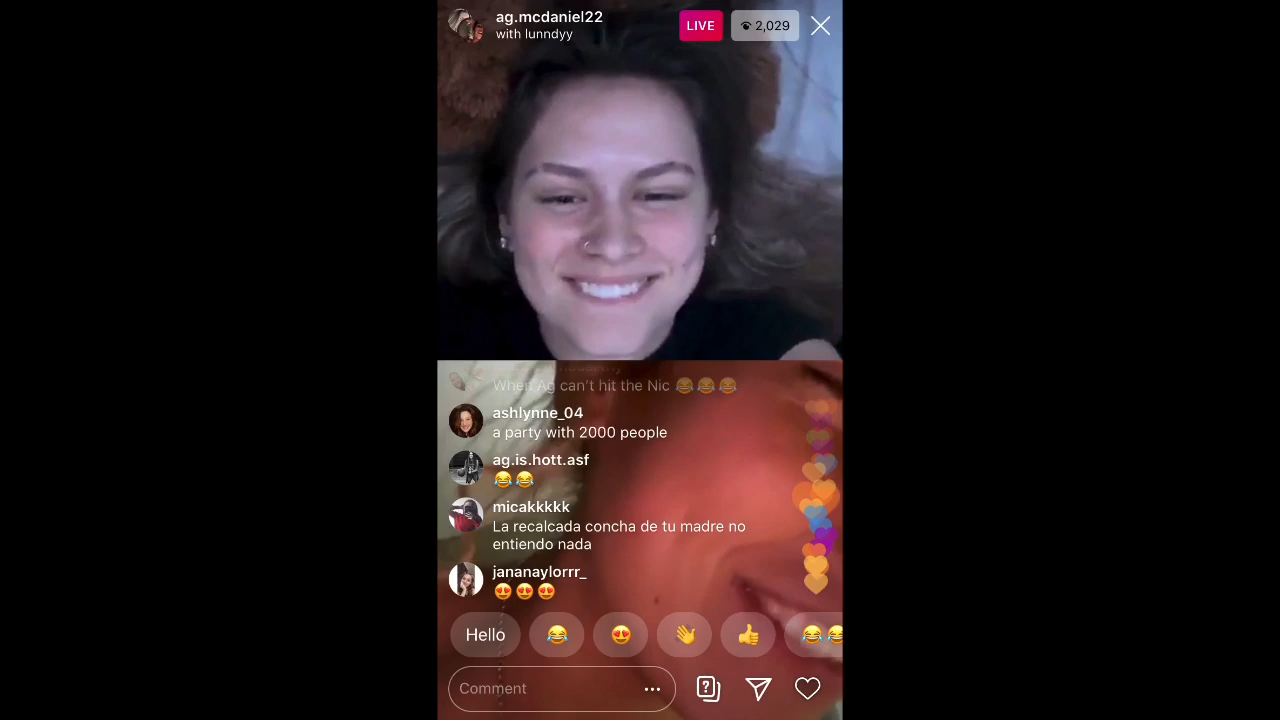 ag.mcdaniel22
with lunndyy
LIVE
2,029
When Ag can't hit the Nic 😂😂😂
ashlynne_04
a party with 2000 people
ag.is.hott.asf
😂😂
micakkkkk
La recalcada concha de tu madre no
entiendo nada
jananaylorrr_
😍😍😍
Hello 😂 😍 👋 👍 😂😂
Comment